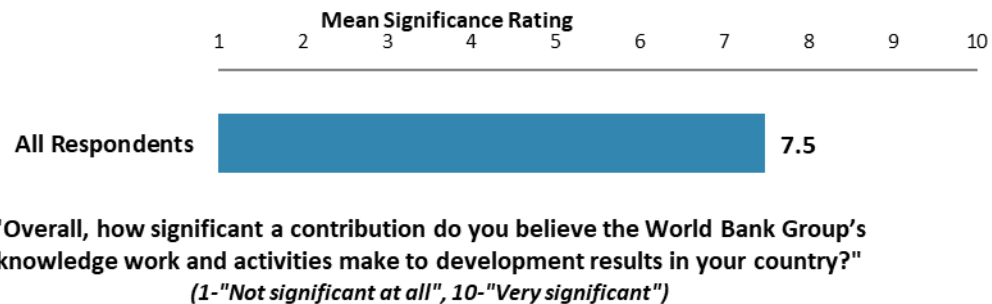 Mean Significance Rating
1 2 3 4 5 6 7 8 9 10
All Respondents 7.5
"Overall, how significant a contribution do you believe the World Bank Group’s
knowledge work and activities make to development results in your country?"
(1-"Not significant at all", 10-"Very significant")